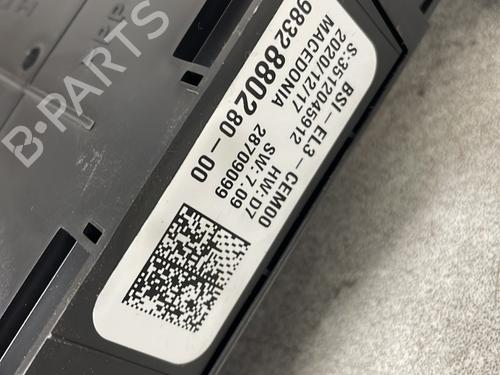 B-PARTS
9832880280-00
MACEDONIA
28709099
2020/12/17
SW: 7.09
S:3512045912
HW: D7
BSI - EL3 - CEM00